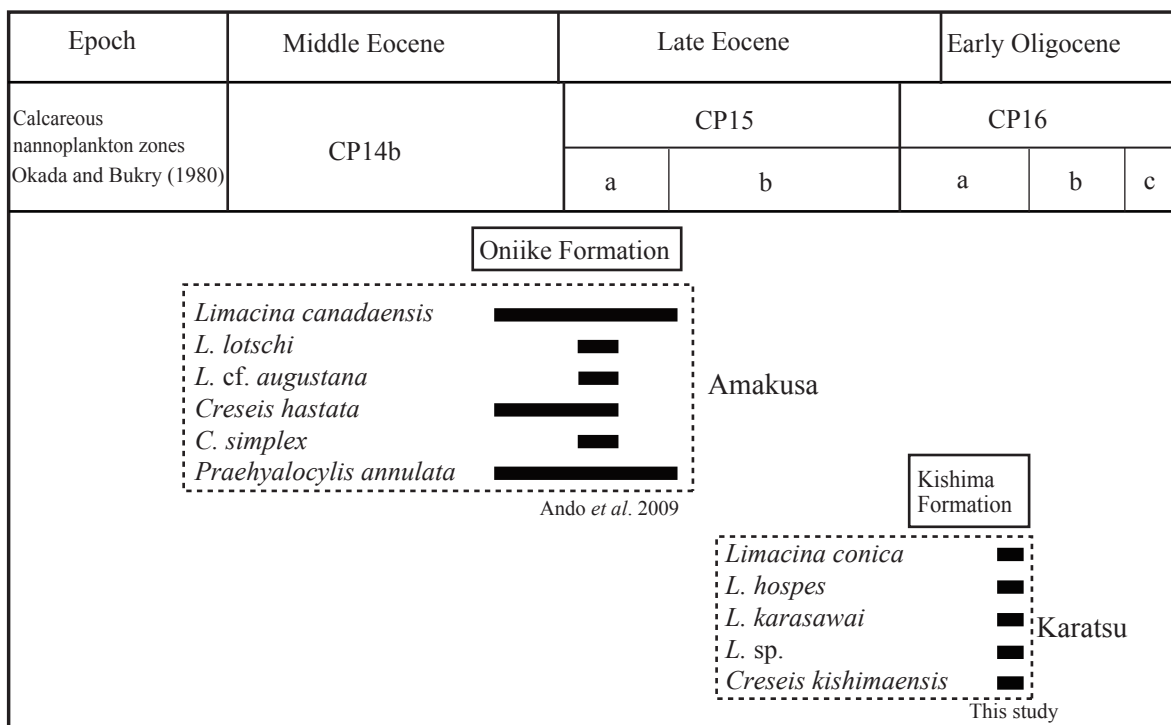 Epoch
Middle Eocene
Late Eocene
Early Oligocene
Calcareous
nannoplankton zones
Okada and Bukry (1980)
CP14b
CP15
CP16
a
b
a
b
c
Oniike Formation
Limacina canadaensis
L. lotschi
L. cf. augustana
Creseis hastata
C. simplex
Praehyalocylis annulata
Amakusa
Ando et al. 2009
Kishima
Formation
Limacina conica
L. hospes
L. karasawai
L. sp.
Creseis kishimaensis
Karatsu
This study